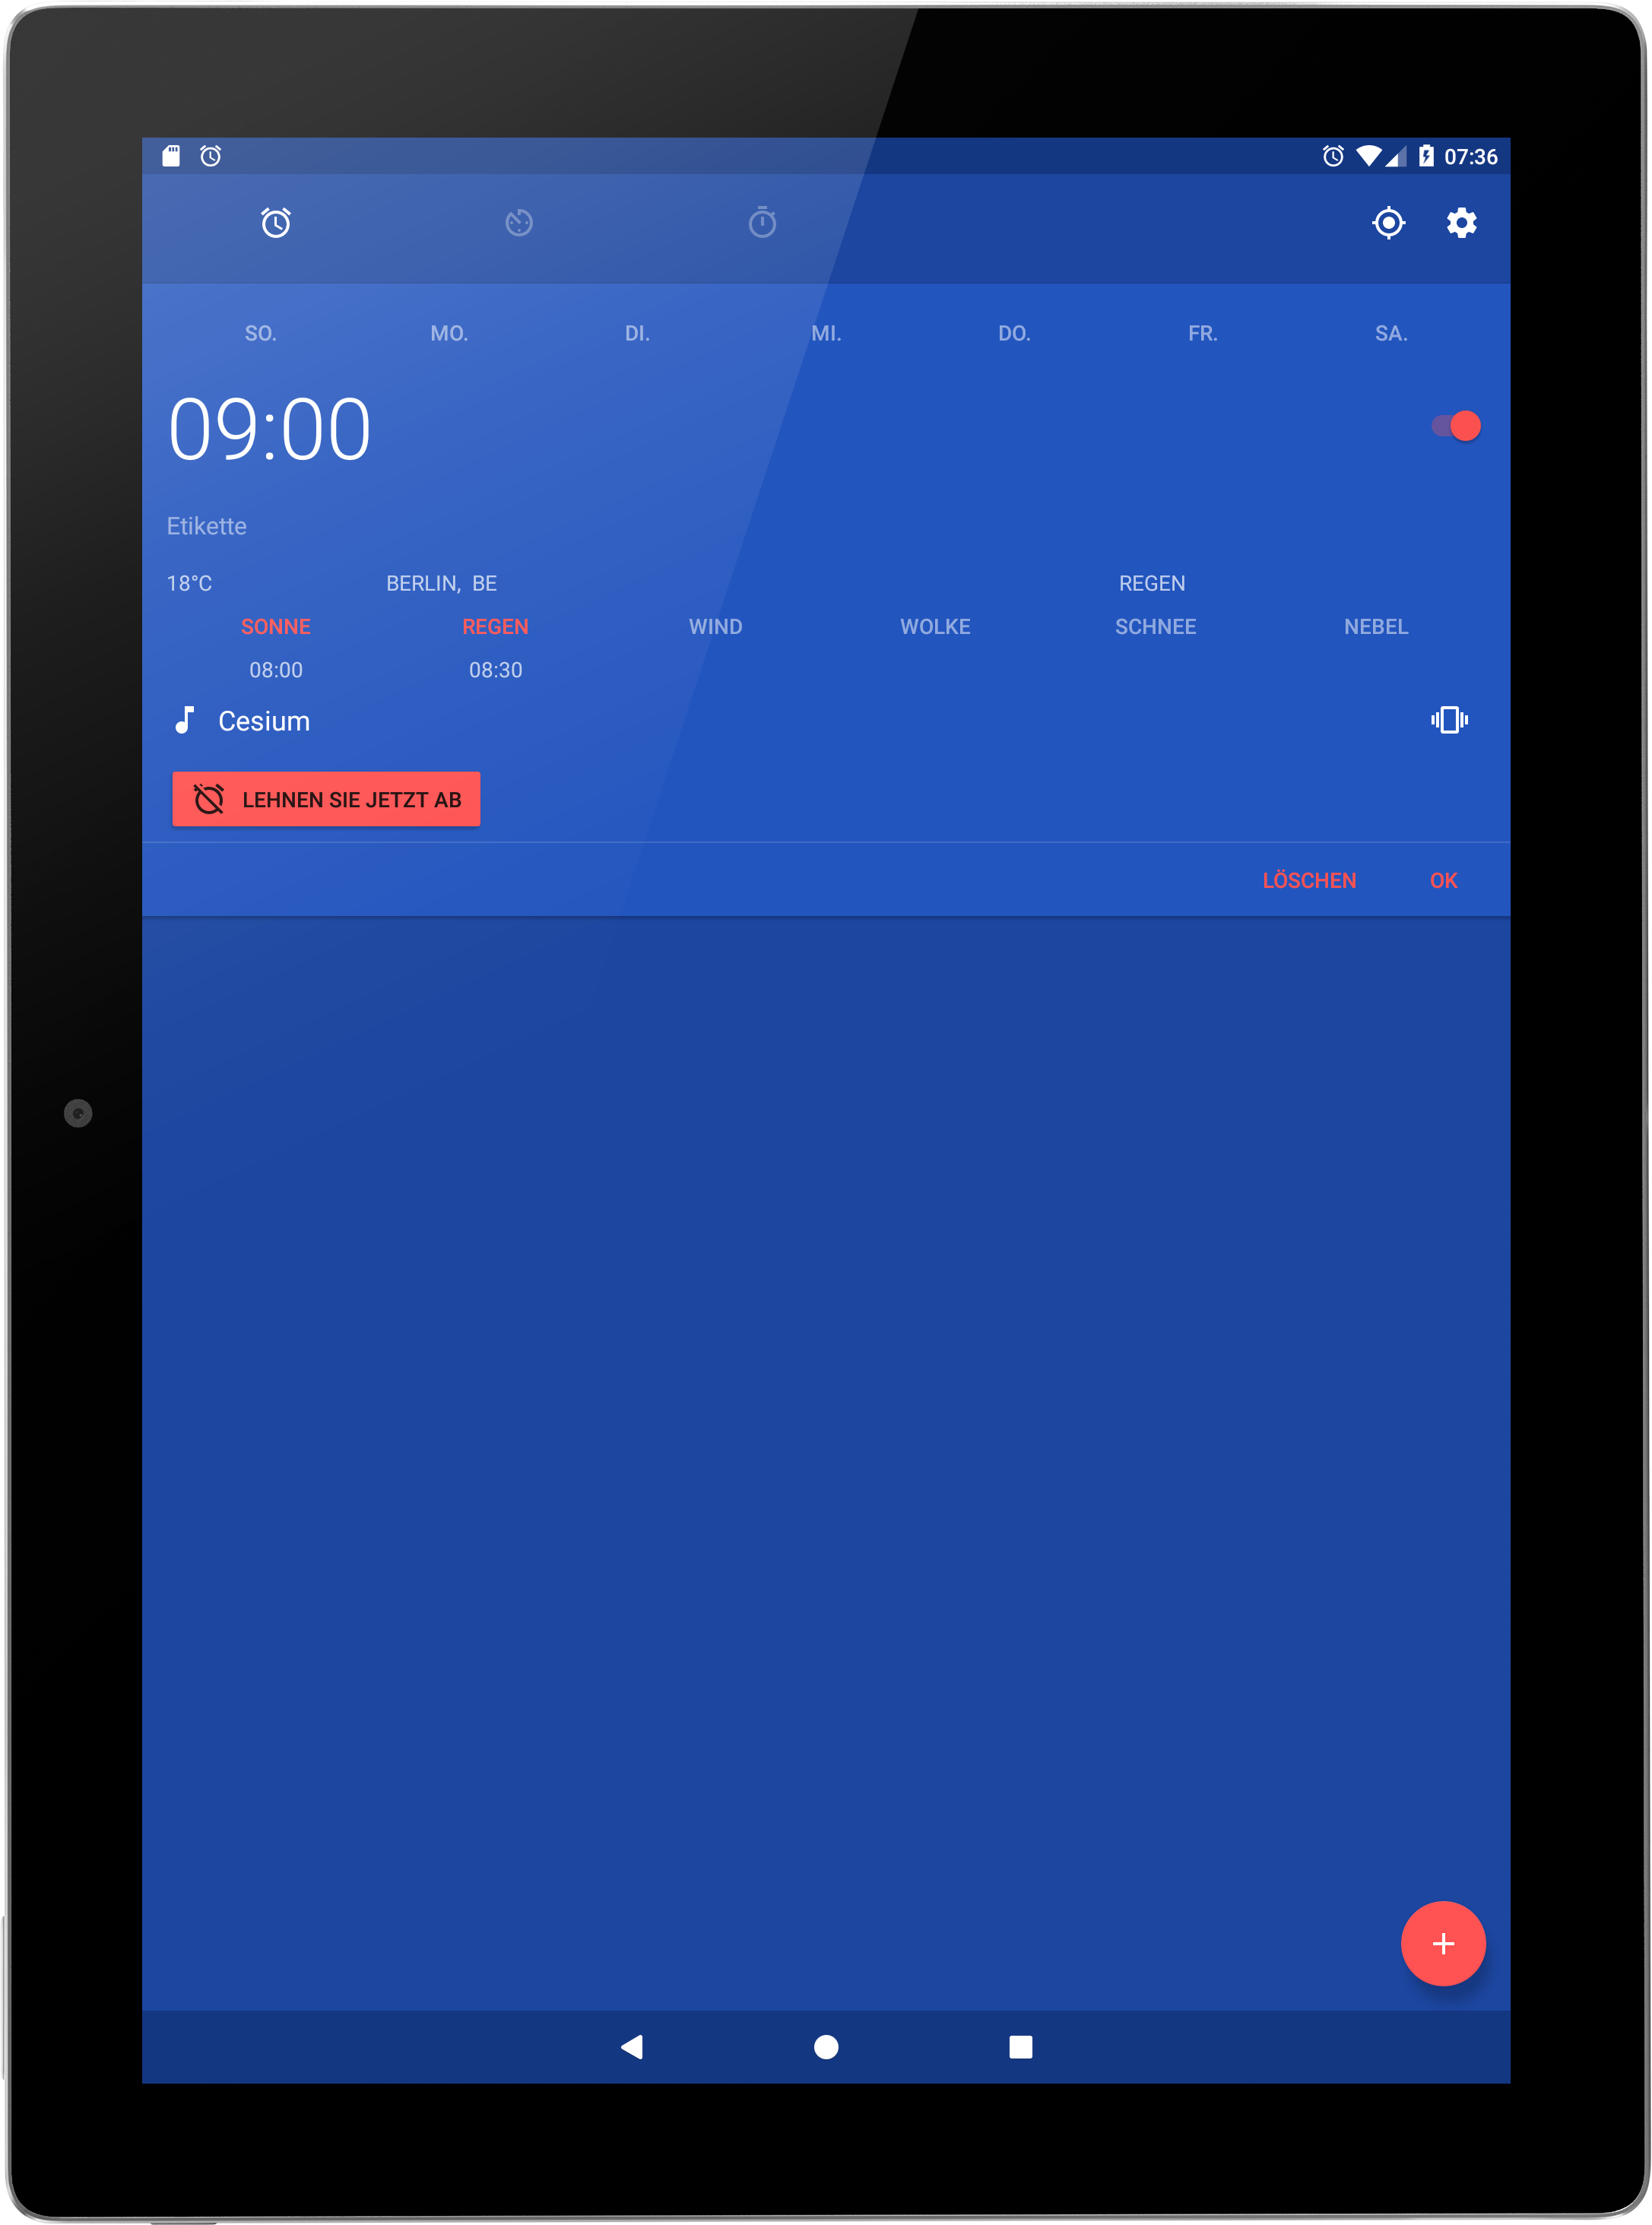 07:36
SO. MO. DI. MI. DO. FR. SA.
09:00
Etikette
18°C BERLIN, BE REGEN
SONNE REGEN WIND WOLKE SCHNEE NEBEL
08:00 08:30
Cesium
LEHNEN SIE JETZT AB
LÖSCHEN OK